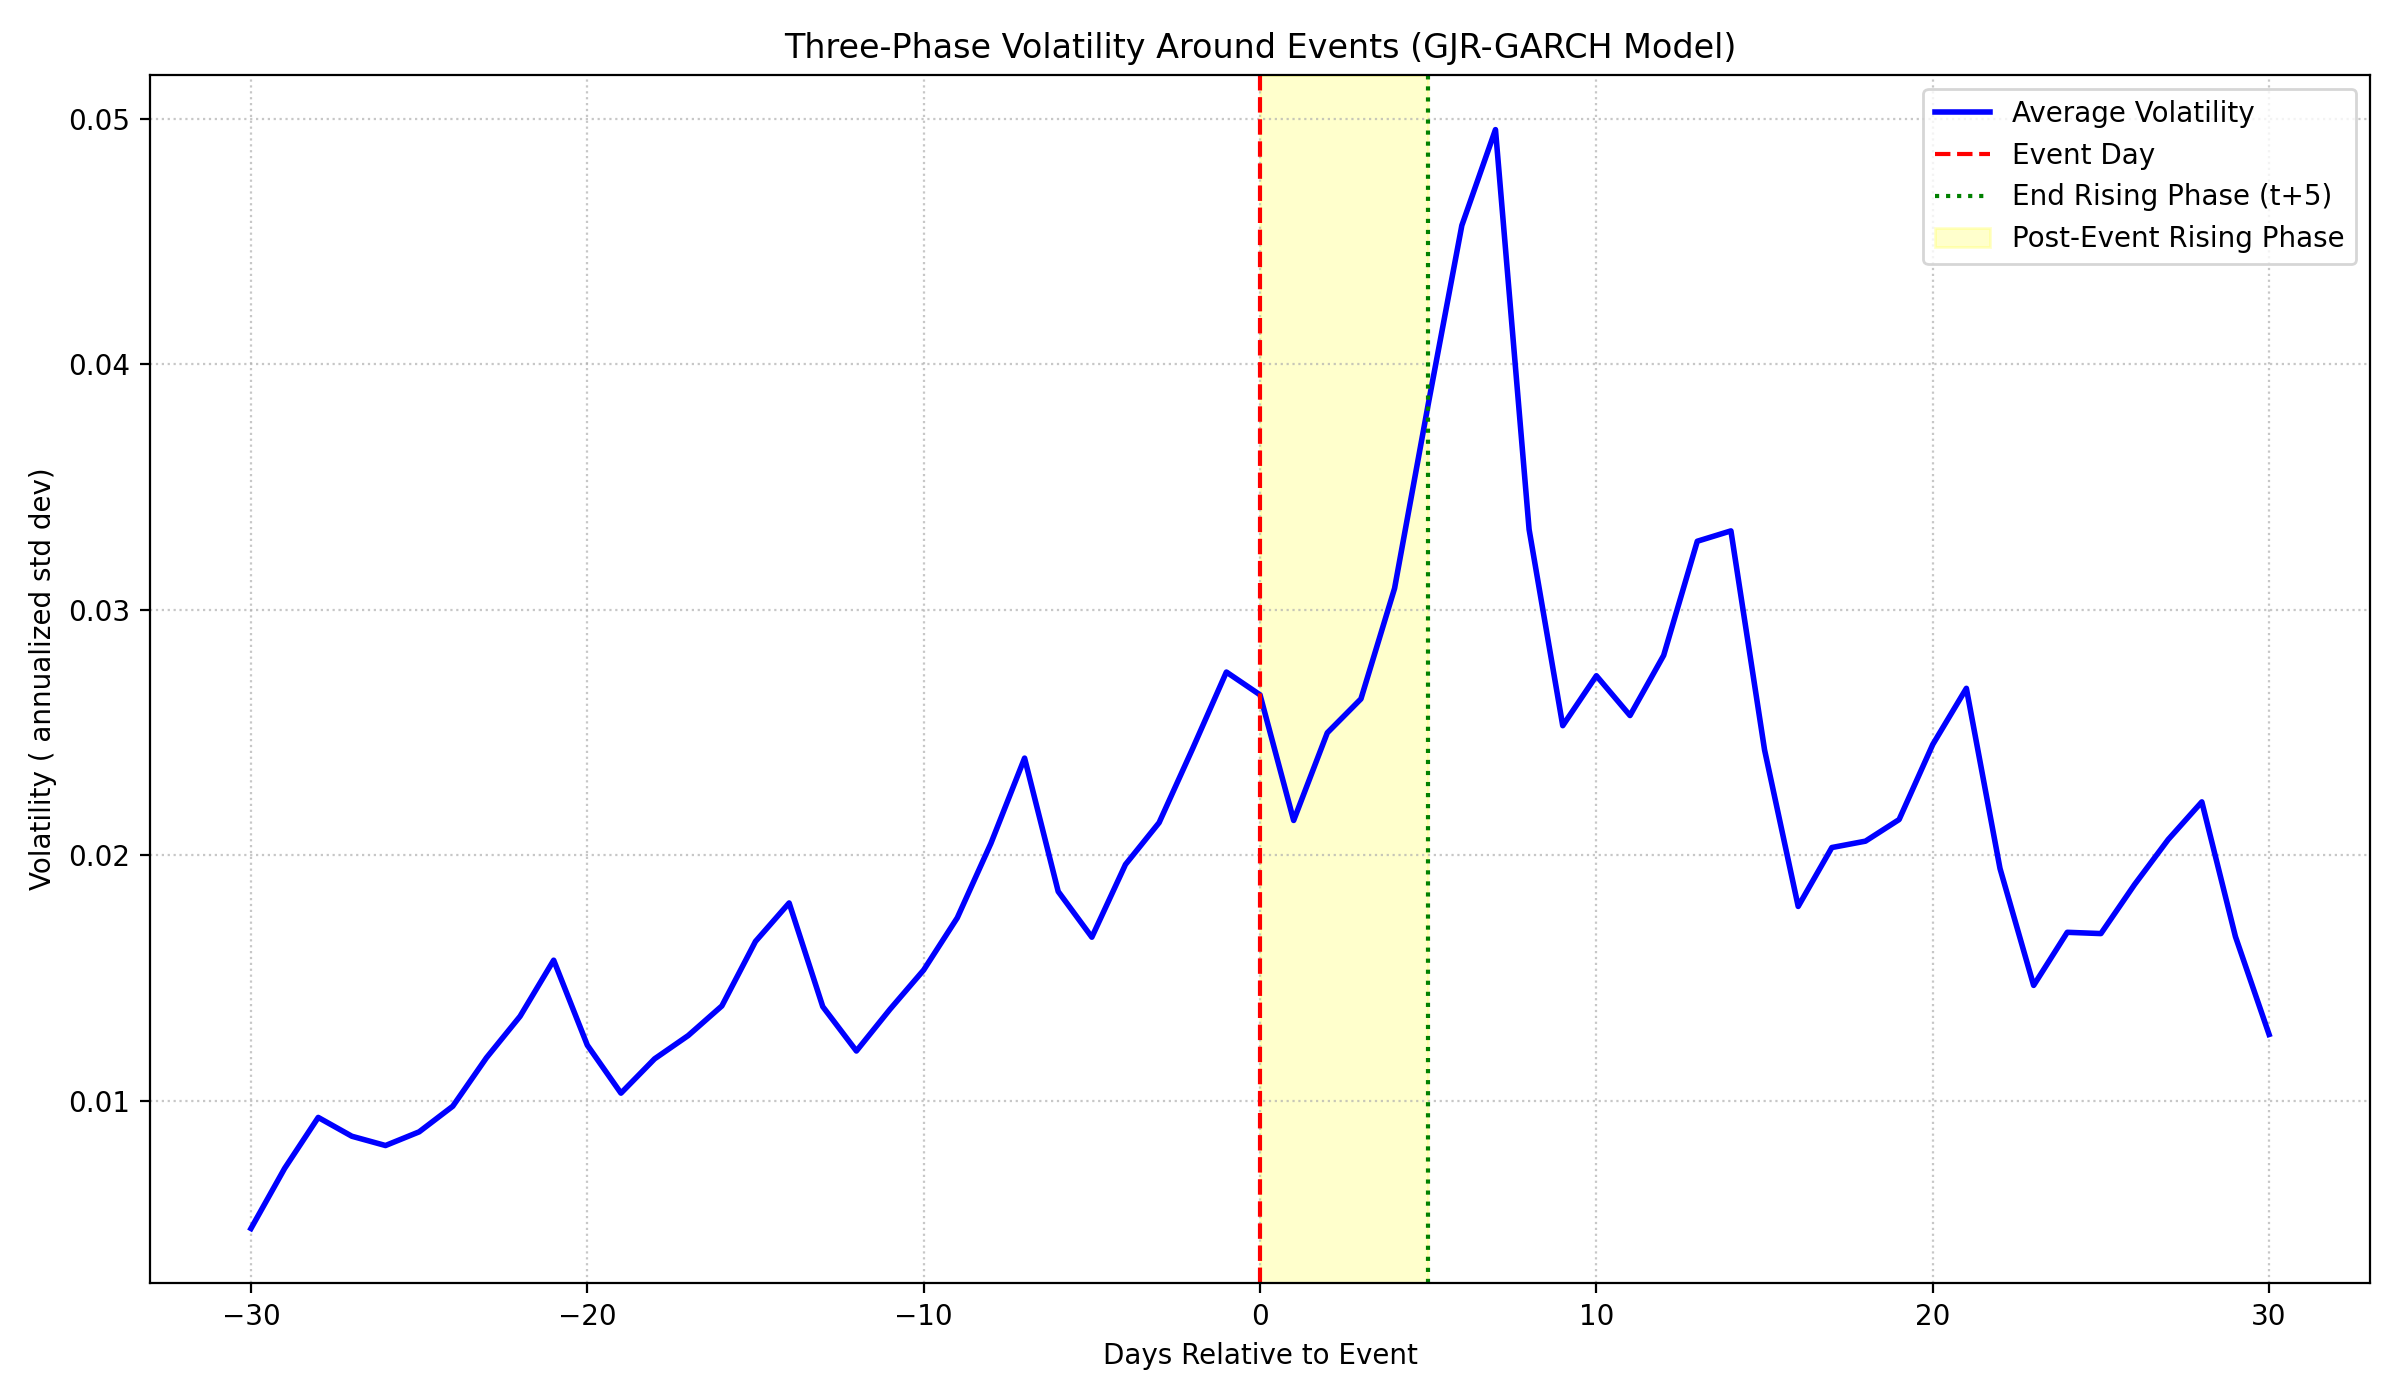 Three-Phase Volatility Around Events (GJR-GARCH Model)
Average Volatility
Event Day
End Rising Phase (t+5)
Post-Event Rising Phase
Volatility ( annualized std dev)
0.05
0.04
0.03
0.02
0.01
−30 −20 −10 0 10 20 30
Days Relative to Event